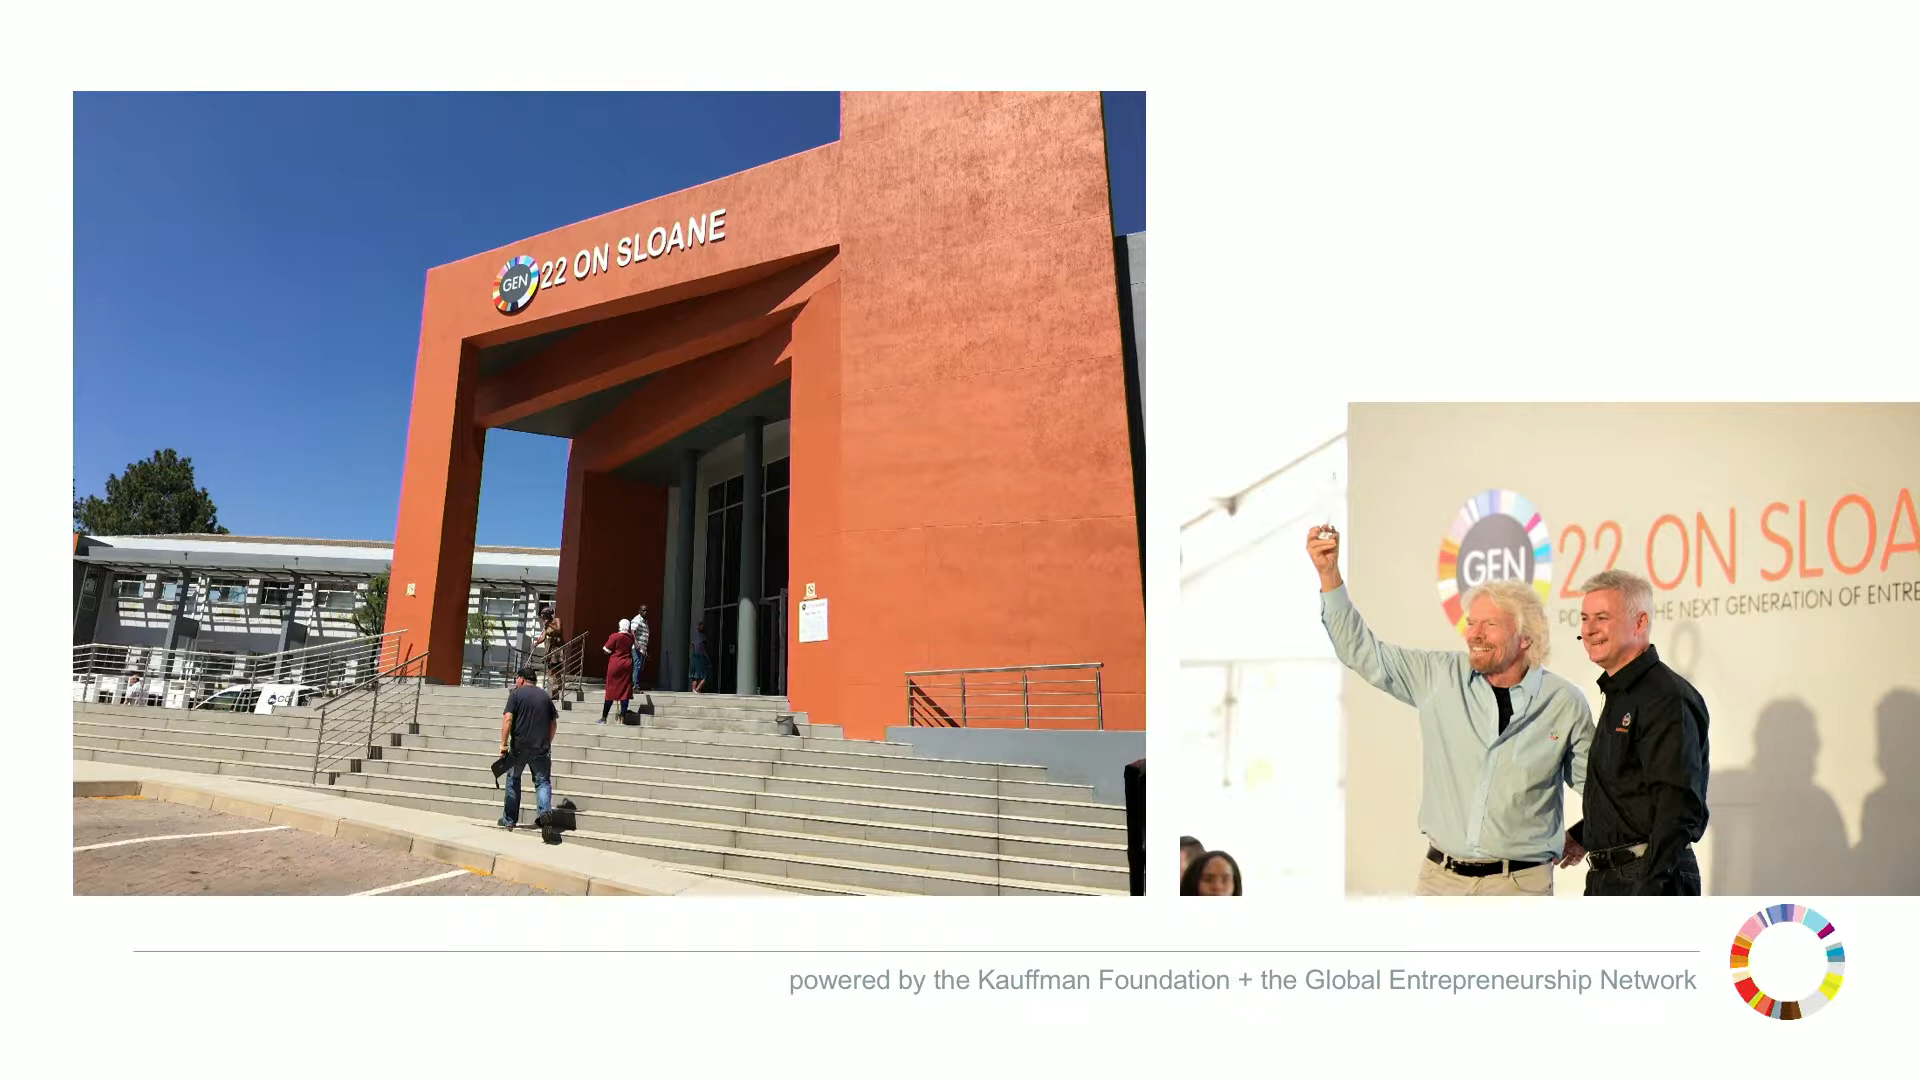 GEN 22 ON SLOANE
GEN 22 ON SLOA
HE NEXT GENERATION OF ENTRE
powered by the Kauffman Foundation + the Global Entrepreneurship Network